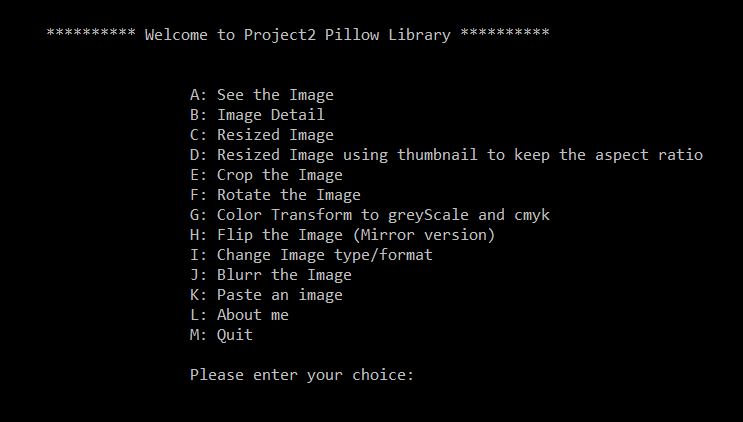 ********** Welcome to Project2 Pillow Library **********
A: See the Image
B: Image Detail
C: Resized Image
D: Resized Image using thumbnail to keep the aspect ratio
E: Crop the Image
F: Rotate the Image
G: Color Transform to greyScale and cmyk
H: Flip the Image (Mirror version)
I: Change Image type/format
J: Blurr the Image
K: Paste an image
L: About me
M: Quit
Please enter your choice: